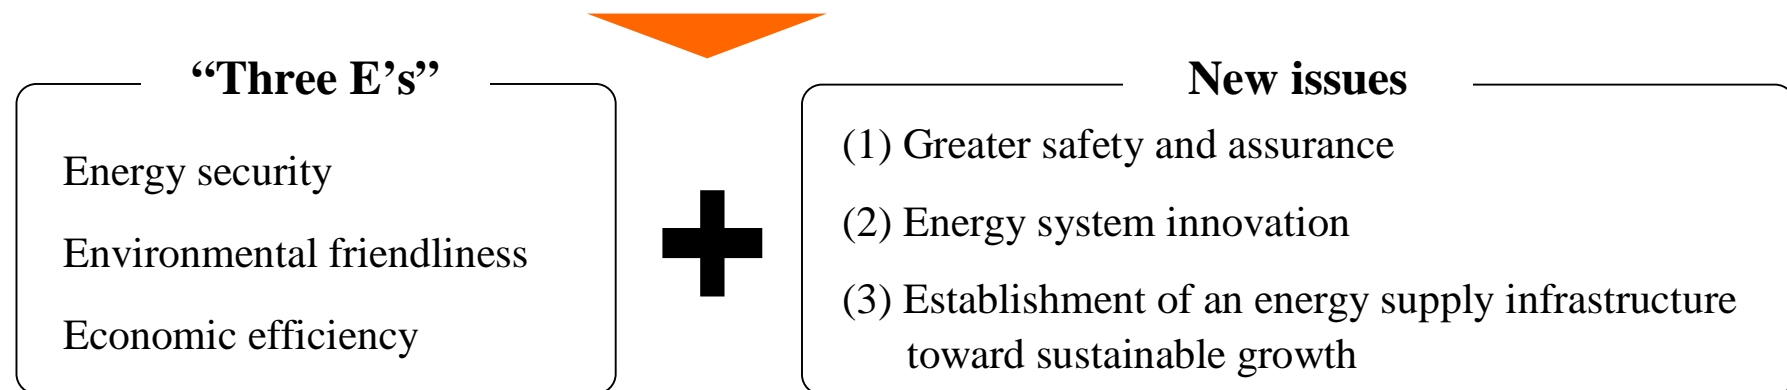 “Three E’s”
Energy security
Environmental friendliness
Economic efficiency
New issues
(1) Greater safety and assurance
(2) Energy system innovation
(3) Establishment of an energy supply infrastructure
toward sustainable growth